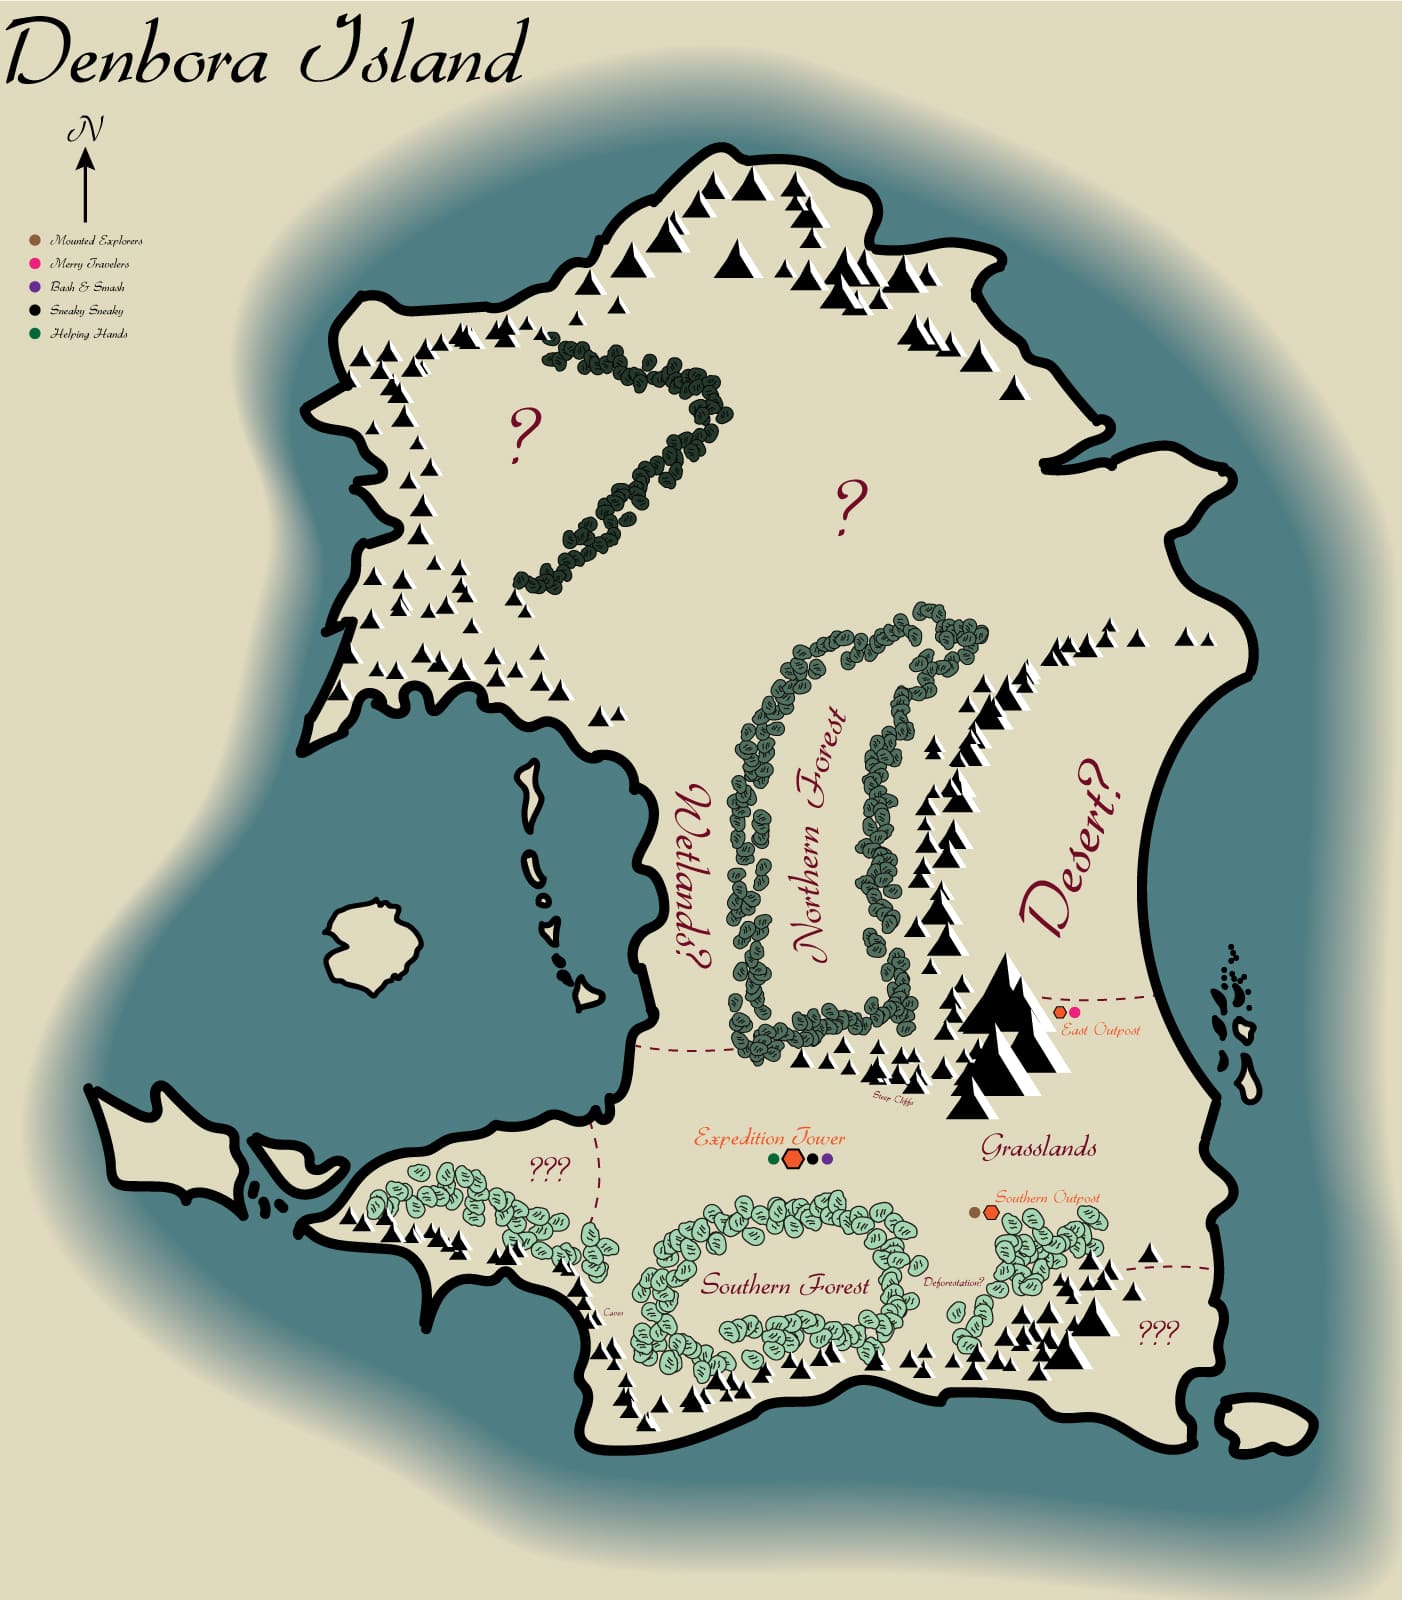 Denbora Island
N
Mounted Explorers
Merry Travelers
Bash & Smash
Sneaky Sneaky
Helping Hands
?
?
Northern Forest
Wetlands?
Desert?
East Outpost
Steep Cliffs
Expedition Tower
Grasslands
???
Southern Outpost
Southern Forest
Deforestation?
Caves
???